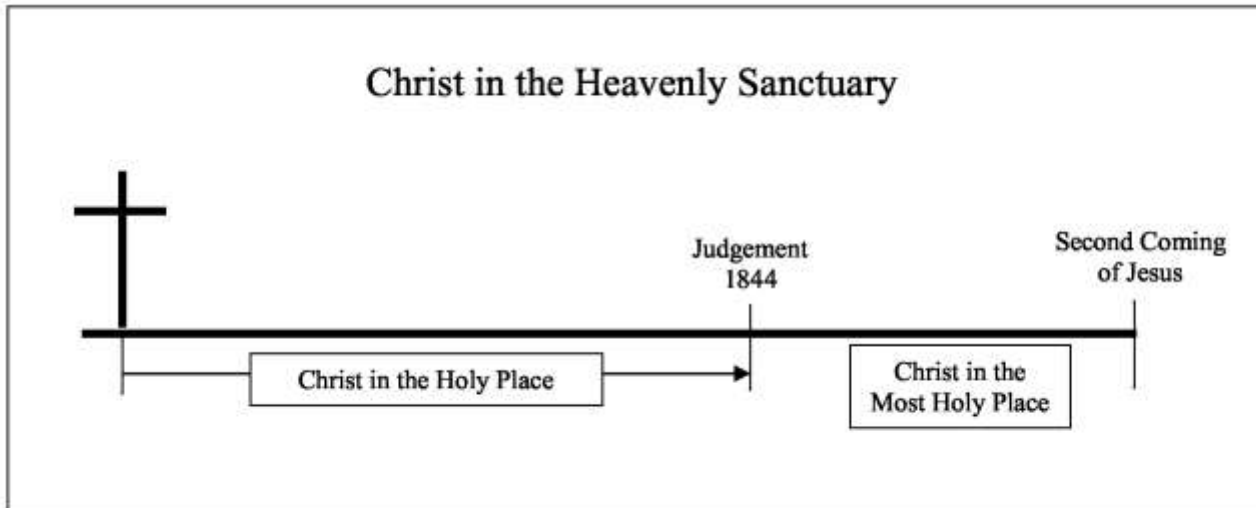 Christ in the Heavenly Sanctuary
Judgement
1844
Second Coming
of Jesus
Christ in the Holy Place
Christ in the
Most Holy Place